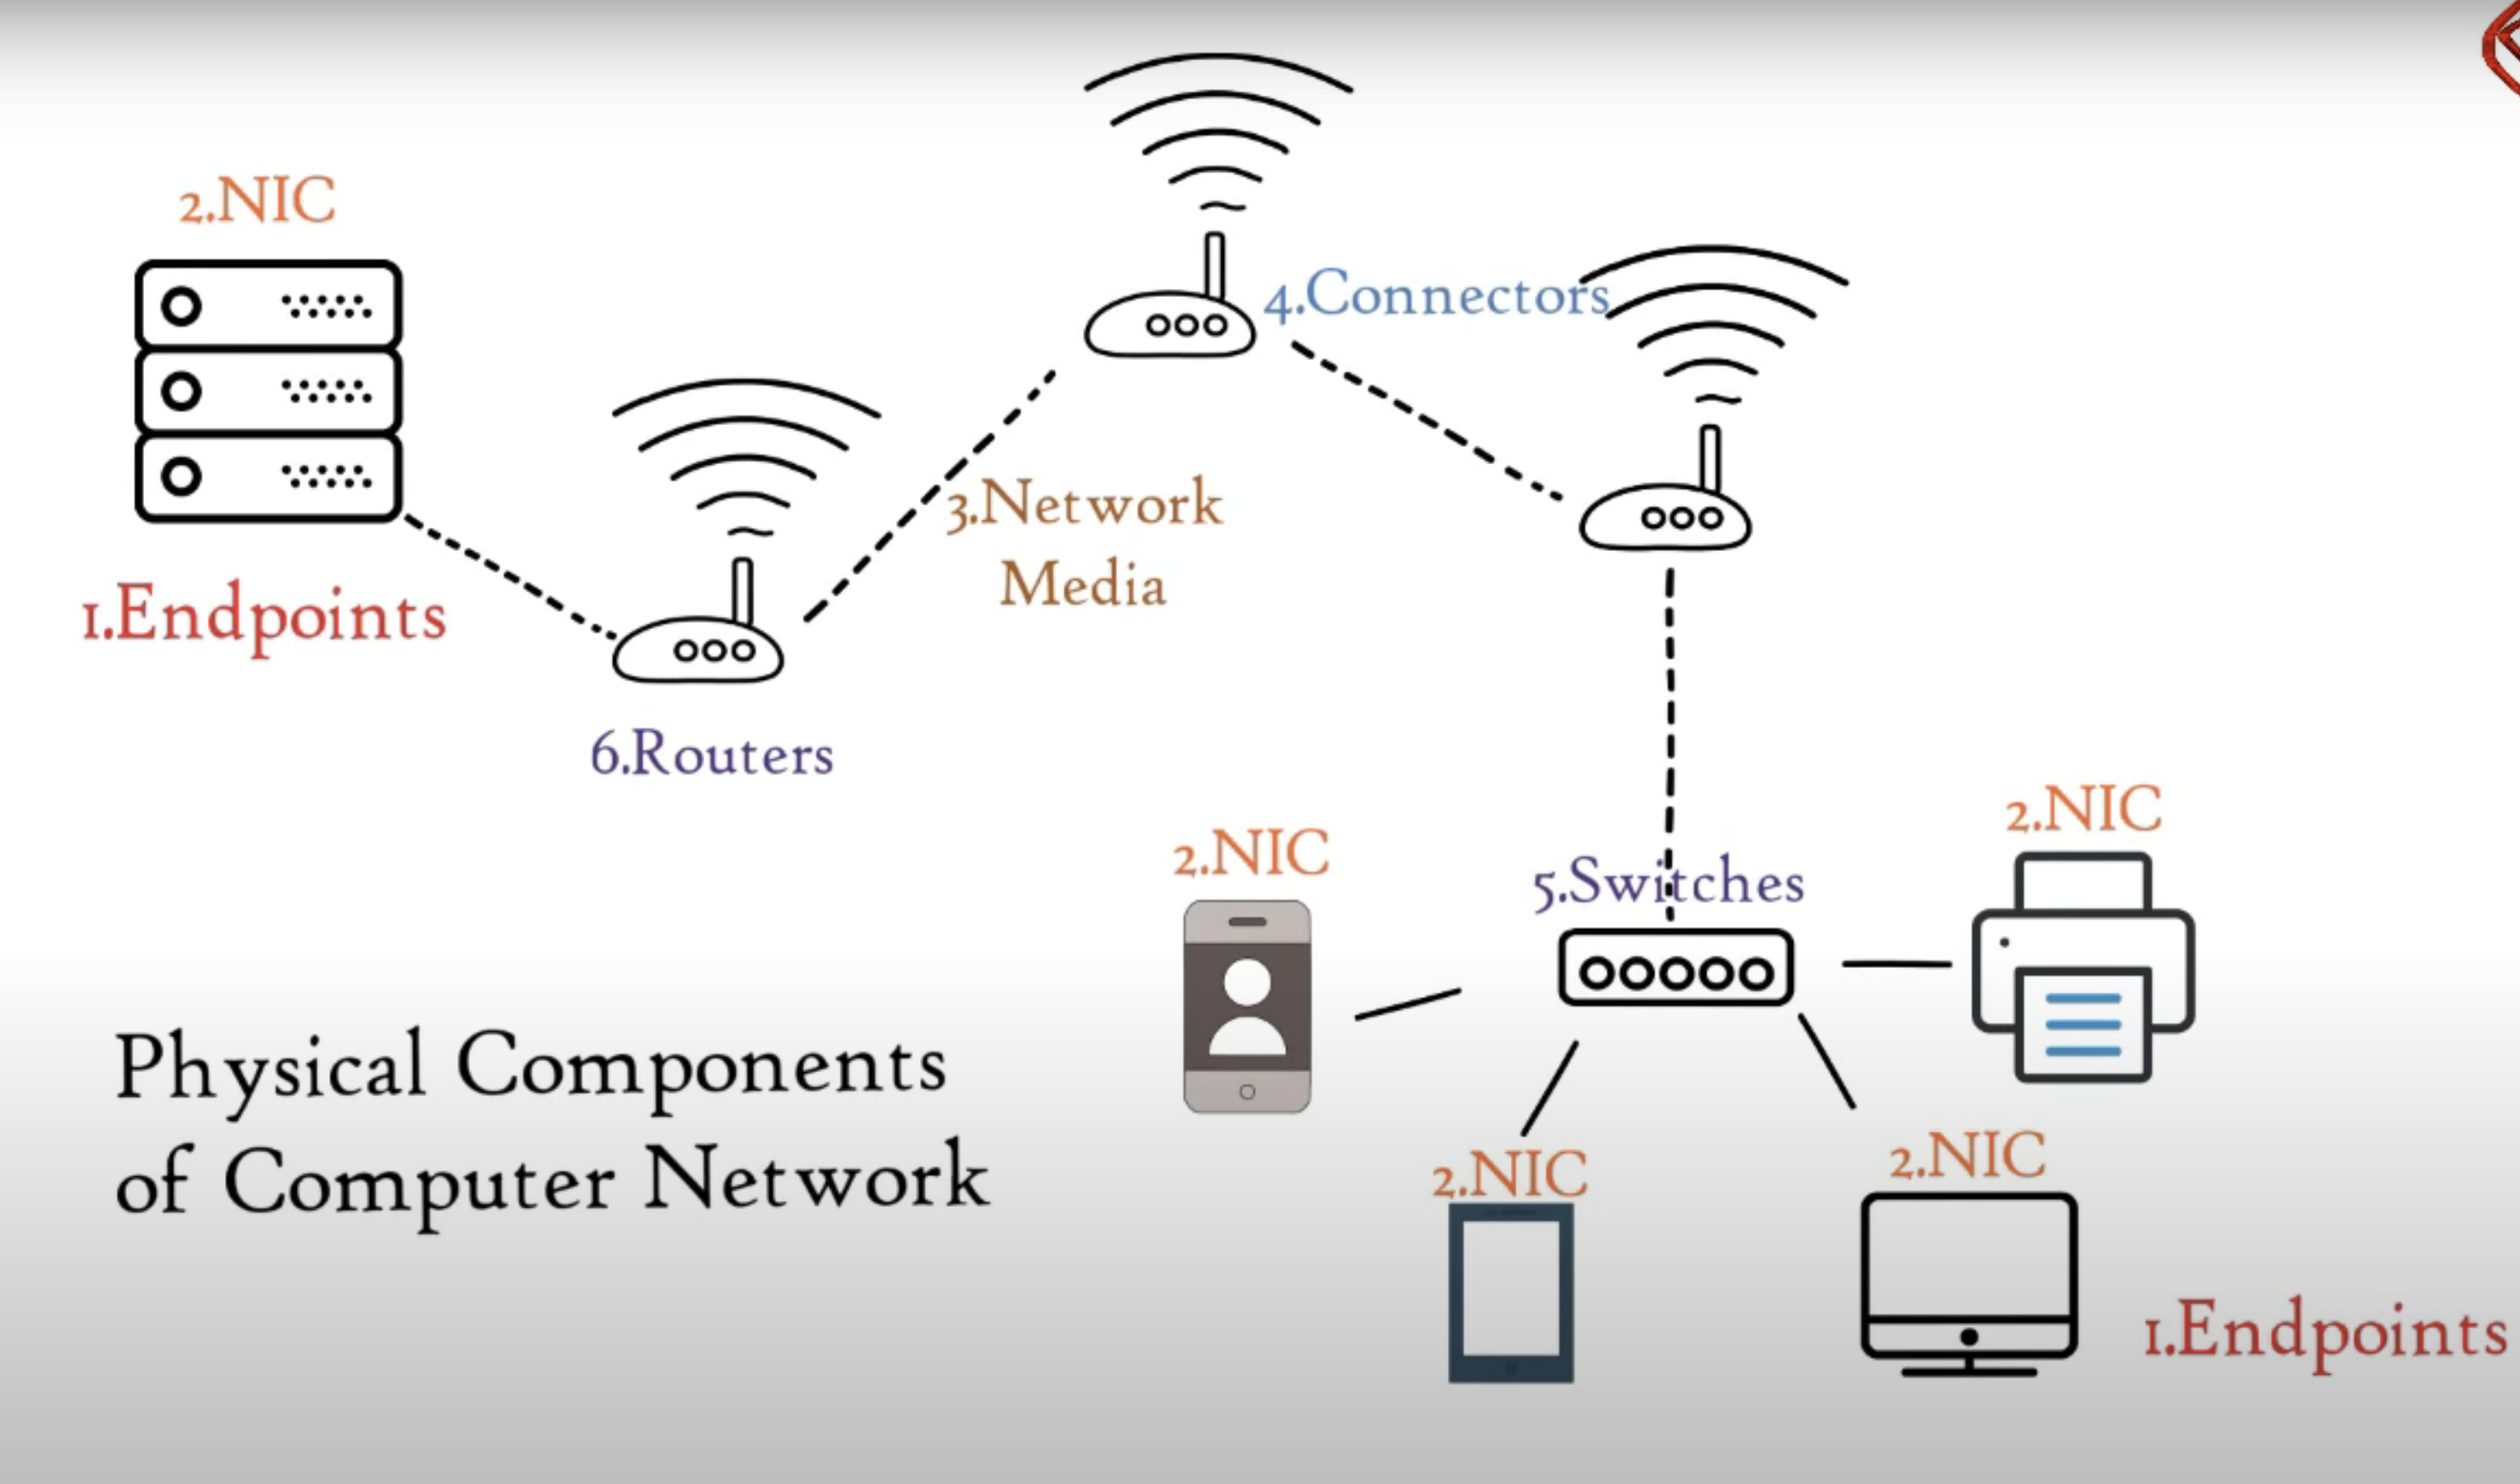 2.NIC
4.Connectors
3.Network
Media
1.Endpoints
6.Routers
2.NIC
2.NIC
5.Switches
Physical Components
of Computer Network
2.NIC
2.NIC
1.Endpoints